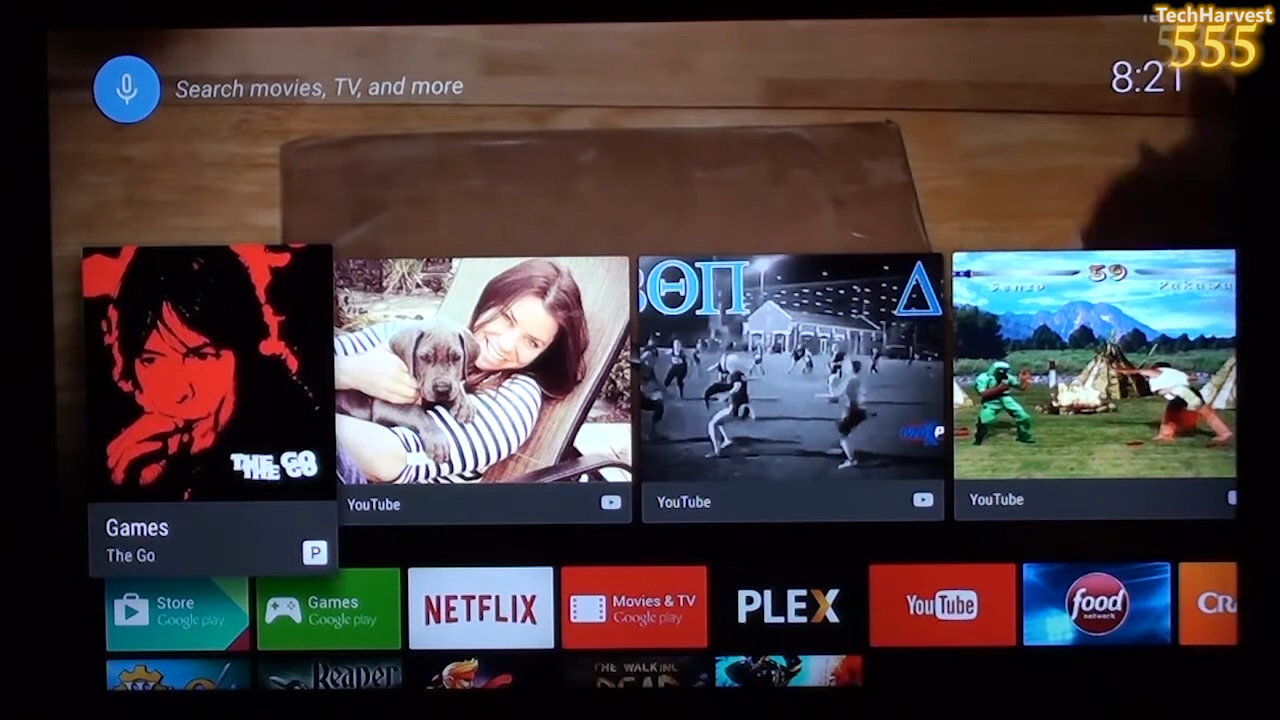 TechHarvest
555
Search movies, TV, and more
8:21
THE GO
ΘΠ
Δ
59
Games
The Go
P
YouTube
YouTube
YouTube
Store
Google play
Games
Google play
NETFLIX
Movies & TV
Google play
PLEX
YouTube
food
network
CR
Reaper
THE WALKING
DEAD